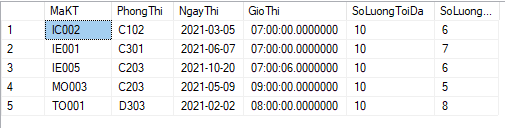 MaKT PhongThi NgayThi GioThi SoLuongToiDa SoLuong...
1 IC002 C102 2021-03-05 07:00:00.0000000 10 6
2 IE001 C301 2021-06-07 07:00:00.0000000 10 7
3 IE005 C203 2021-10-20 07:00:06.0000000 10 6
4 MO003 C203 2021-05-09 09:00:00.0000000 10 5
5 TO001 D303 2021-02-02 08:00:00.0000000 10 8